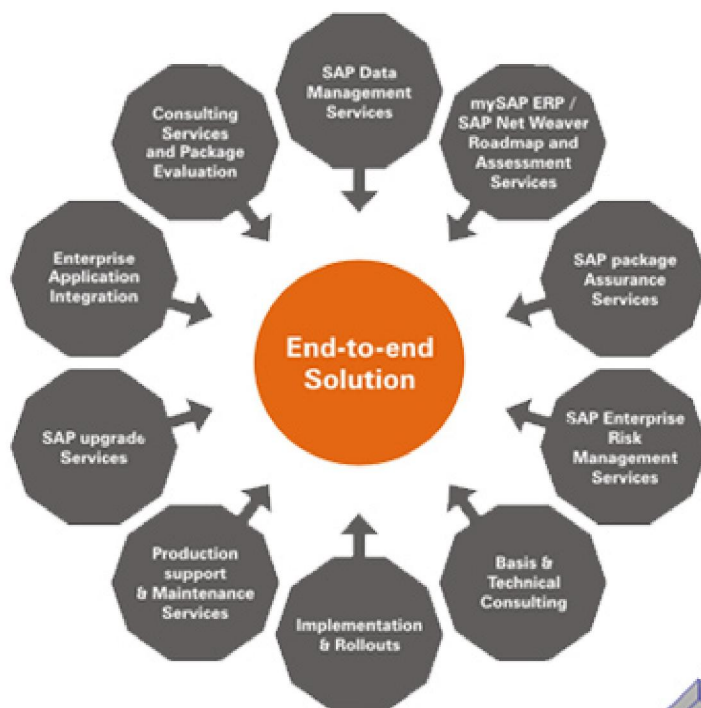 SAP Data
Management
Services
mySAP ERP /
SAP Net Weaver
Roadmap and
Assessment
Services
SAP package
Assurance
Services
SAP Enterprise
Risk
Management
Services
Basis &
Technical
Consulting
Implementation
& Rollouts
Production
support
& Maintenance
Services
SAP upgrade
Services
Enterprise
Application
Integration
Consulting
Services
and Package
Evaluation
End-to-end
Solution